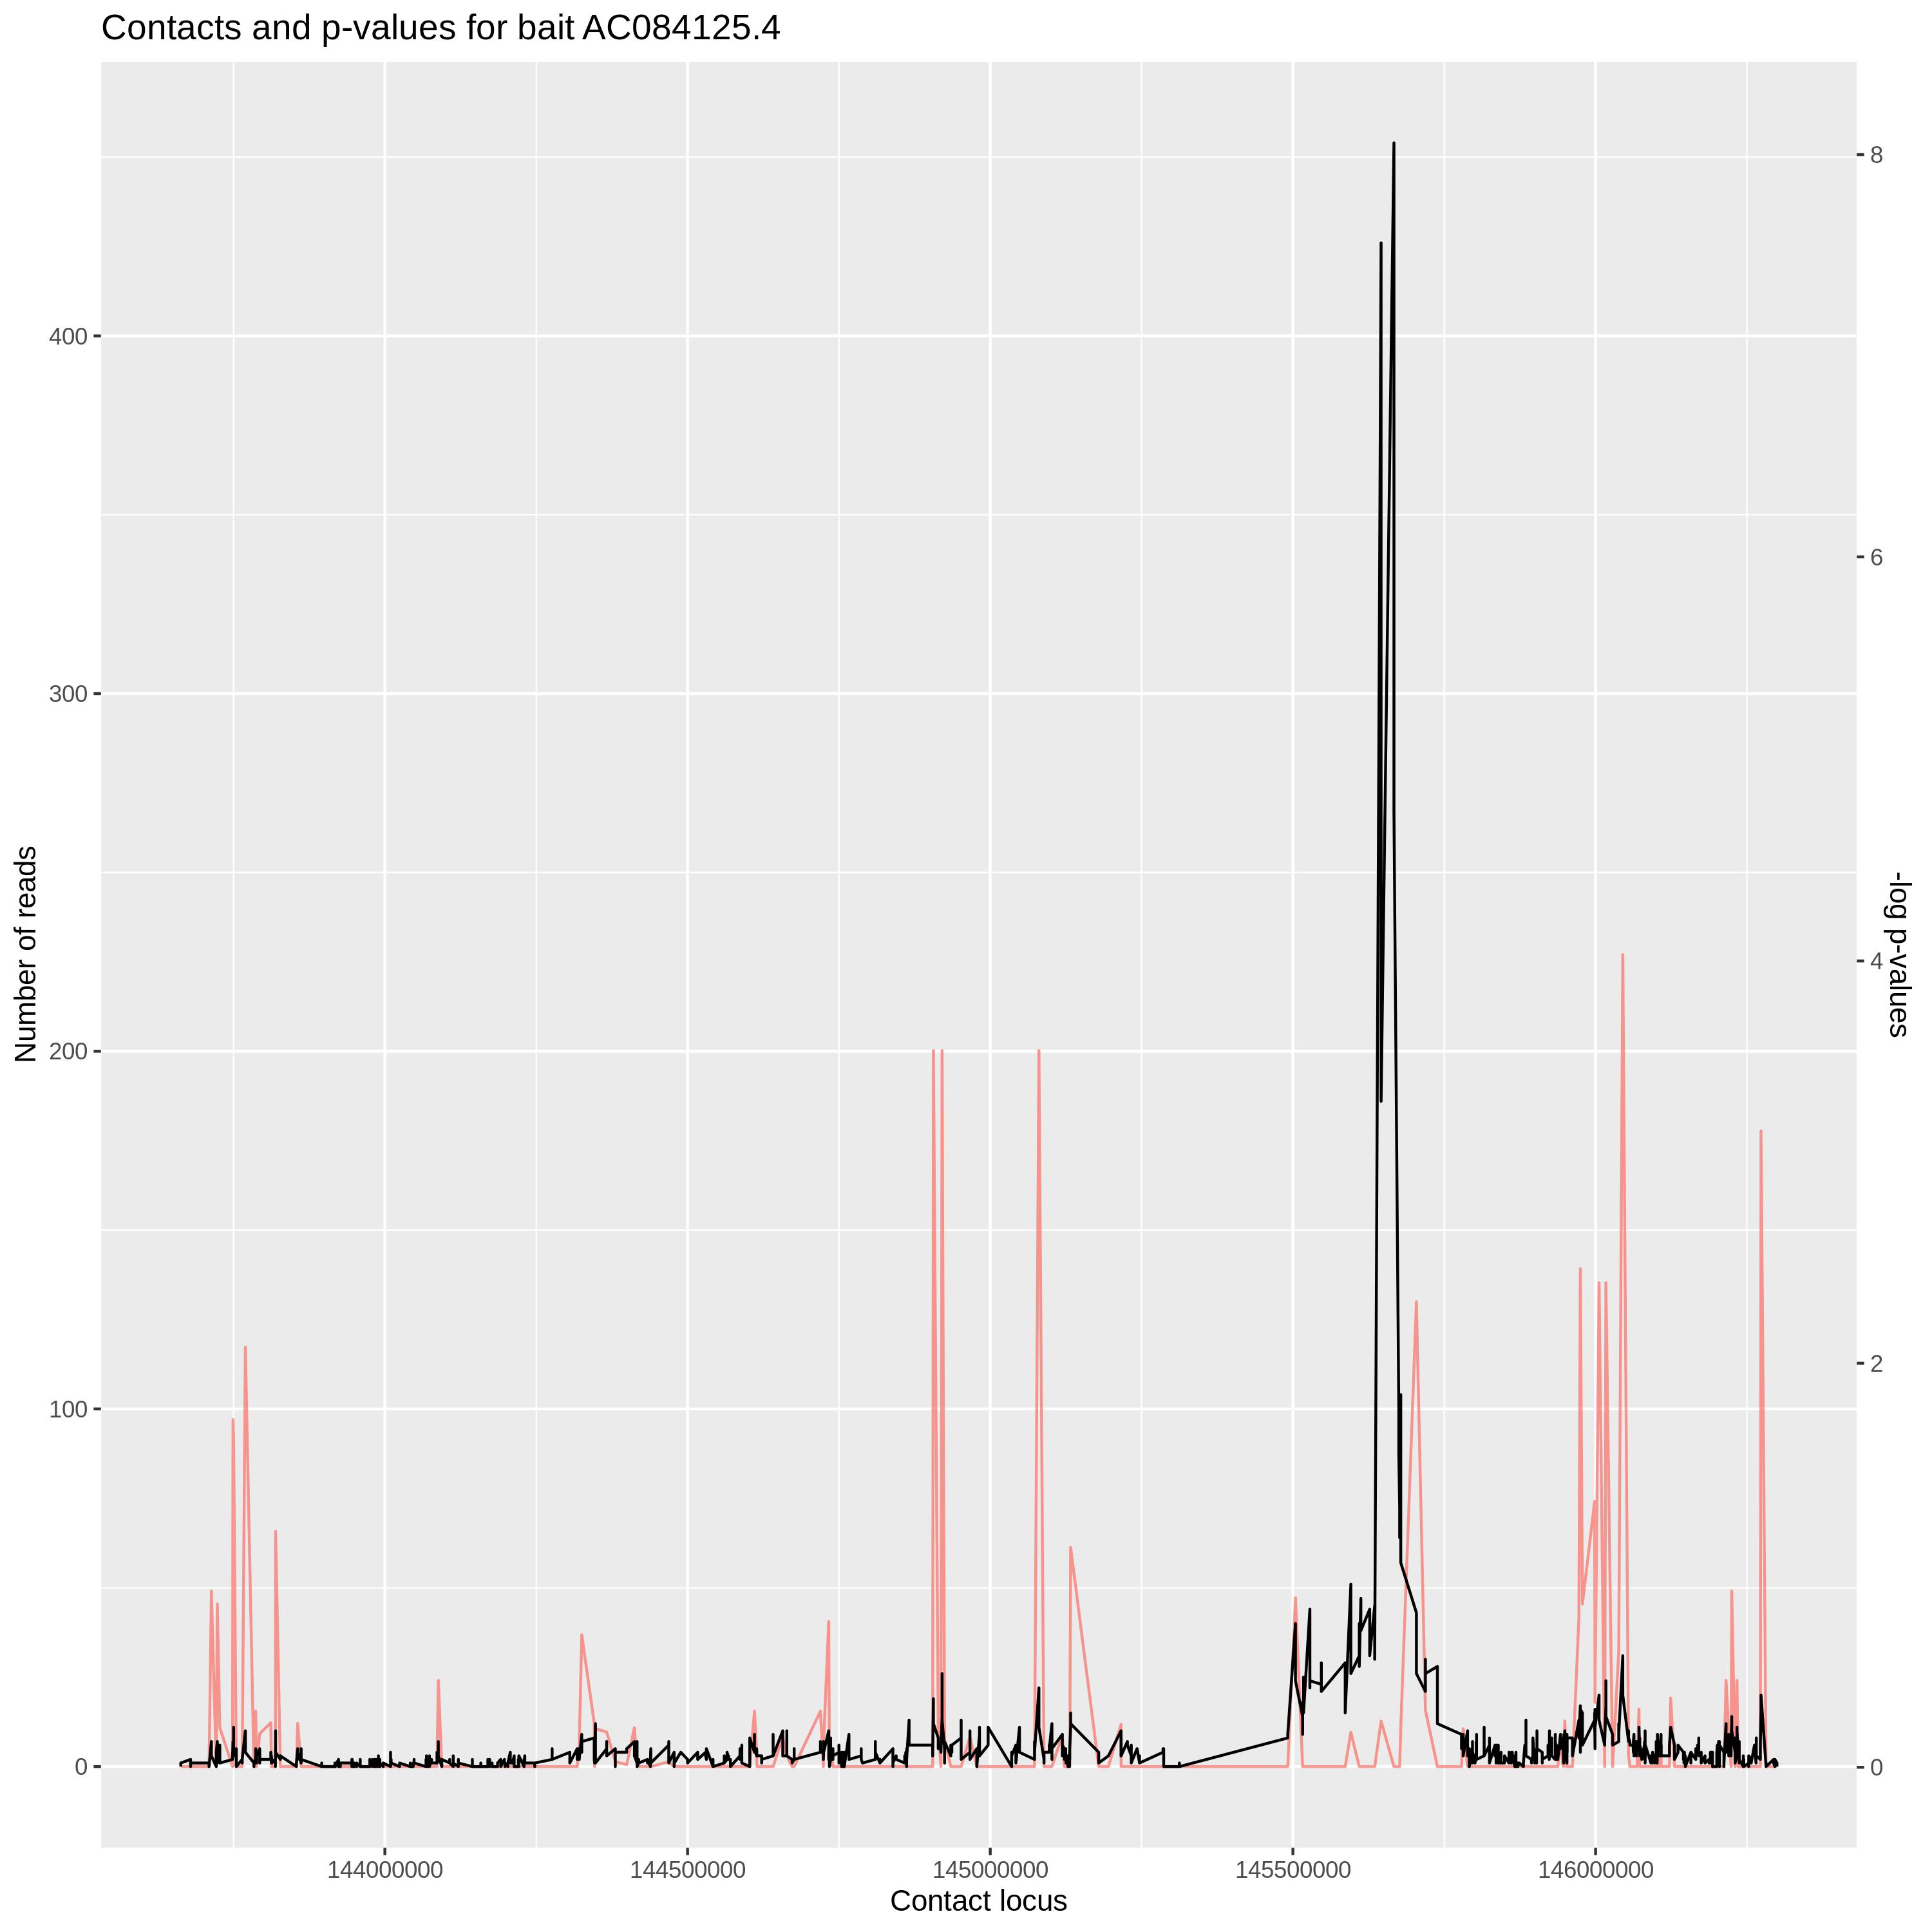 Contacts and p-values for bait AC084125.4
Number of reads
400
300
200
100
0
8
6
4
2
0
-log p-values
144000000 144500000 145000000 145500000 146000000
Contact locus